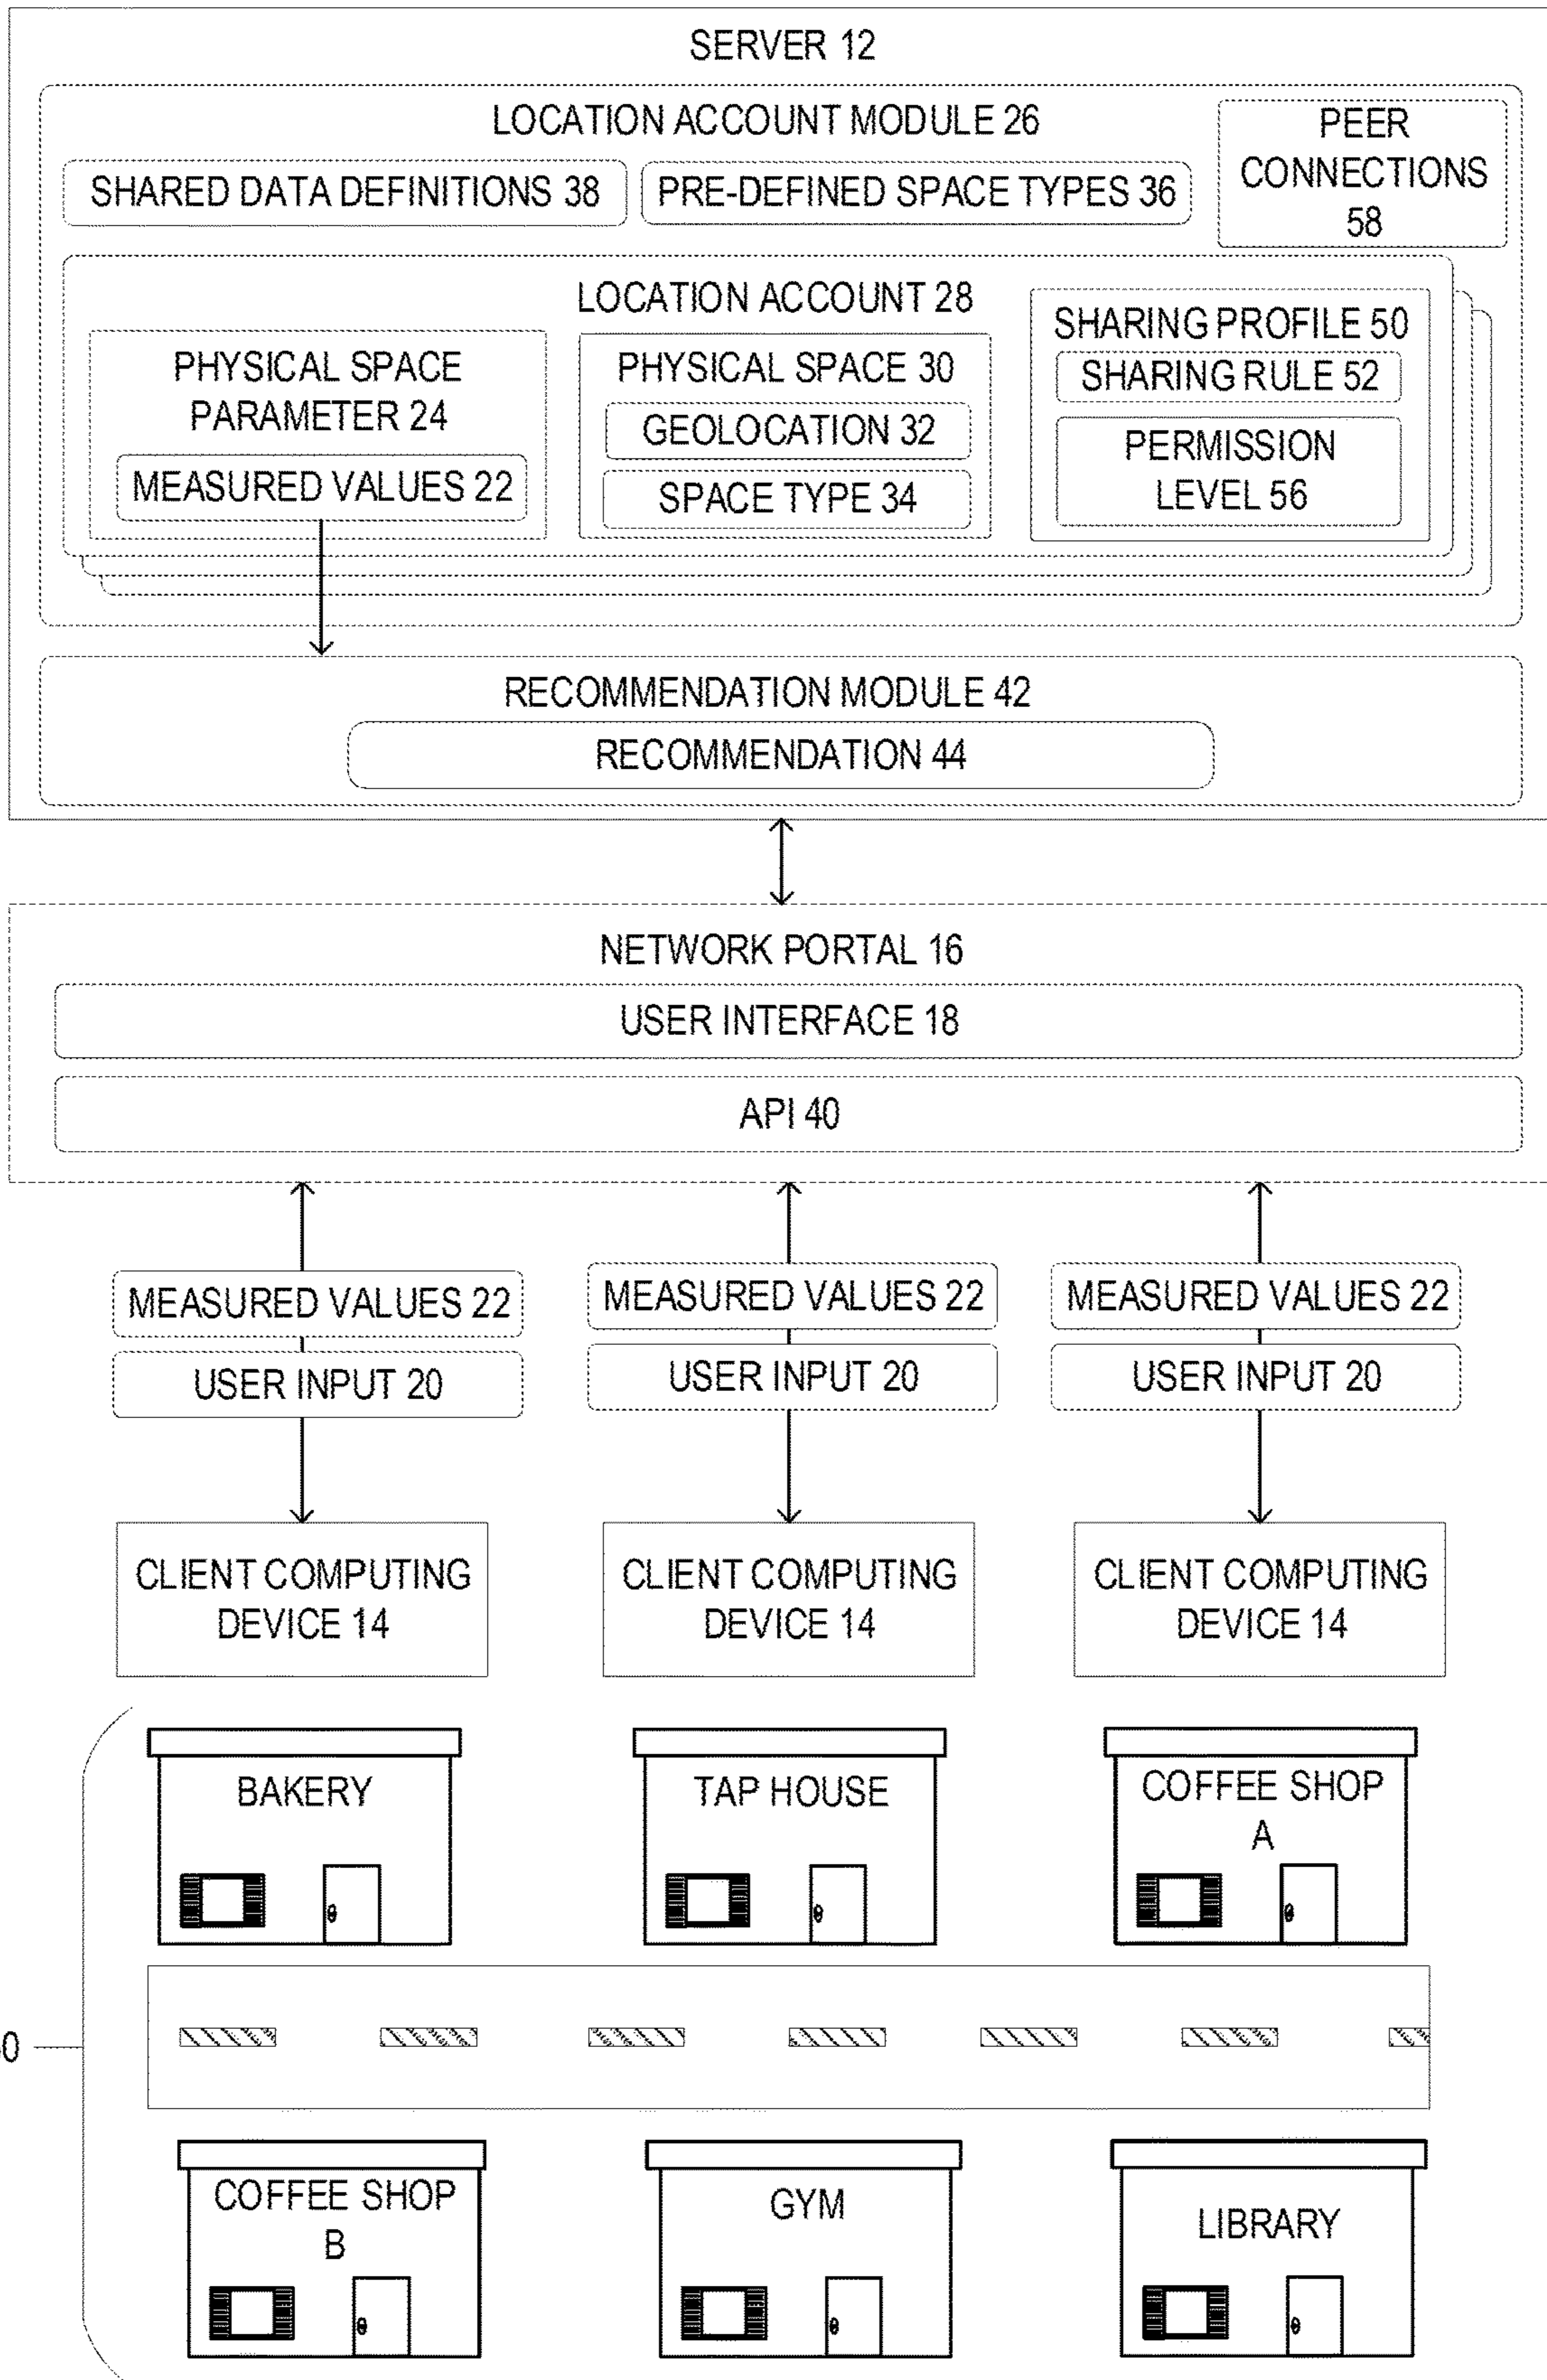 SERVER 12
LOCATION ACCOUNT MODULE 26
PEER
CONNECTIONS
58
SHARED DATA DEFINITIONS 38
PRE-DEFINED SPACE TYPES 36
LOCATION ACCOUNT 28
PHYSICAL SPACE
PARAMETER 24
MEASURED VALUES 22
PHYSICAL SPACE 30
GEOLOCATION 32
SPACE TYPE 34
SHARING PROFILE 50
SHARING RULE 52
PERMISSION
LEVEL 56
RECOMMENDATION MODULE 42
RECOMMENDATION 44
NETWORK PORTAL 16
USER INTERFACE 18
API 40
MEASURED VALUES 22
USER INPUT 20
MEASURED VALUES 22
USER INPUT 20
MEASURED VALUES 22
USER INPUT 20
CLIENT COMPUTING
DEVICE 14
CLIENT COMPUTING
DEVICE 14
CLIENT COMPUTING
DEVICE 14
BAKERY
TAP HOUSE
COFFEE SHOP
A
COFFEE SHOP
B
GYM
LIBRARY